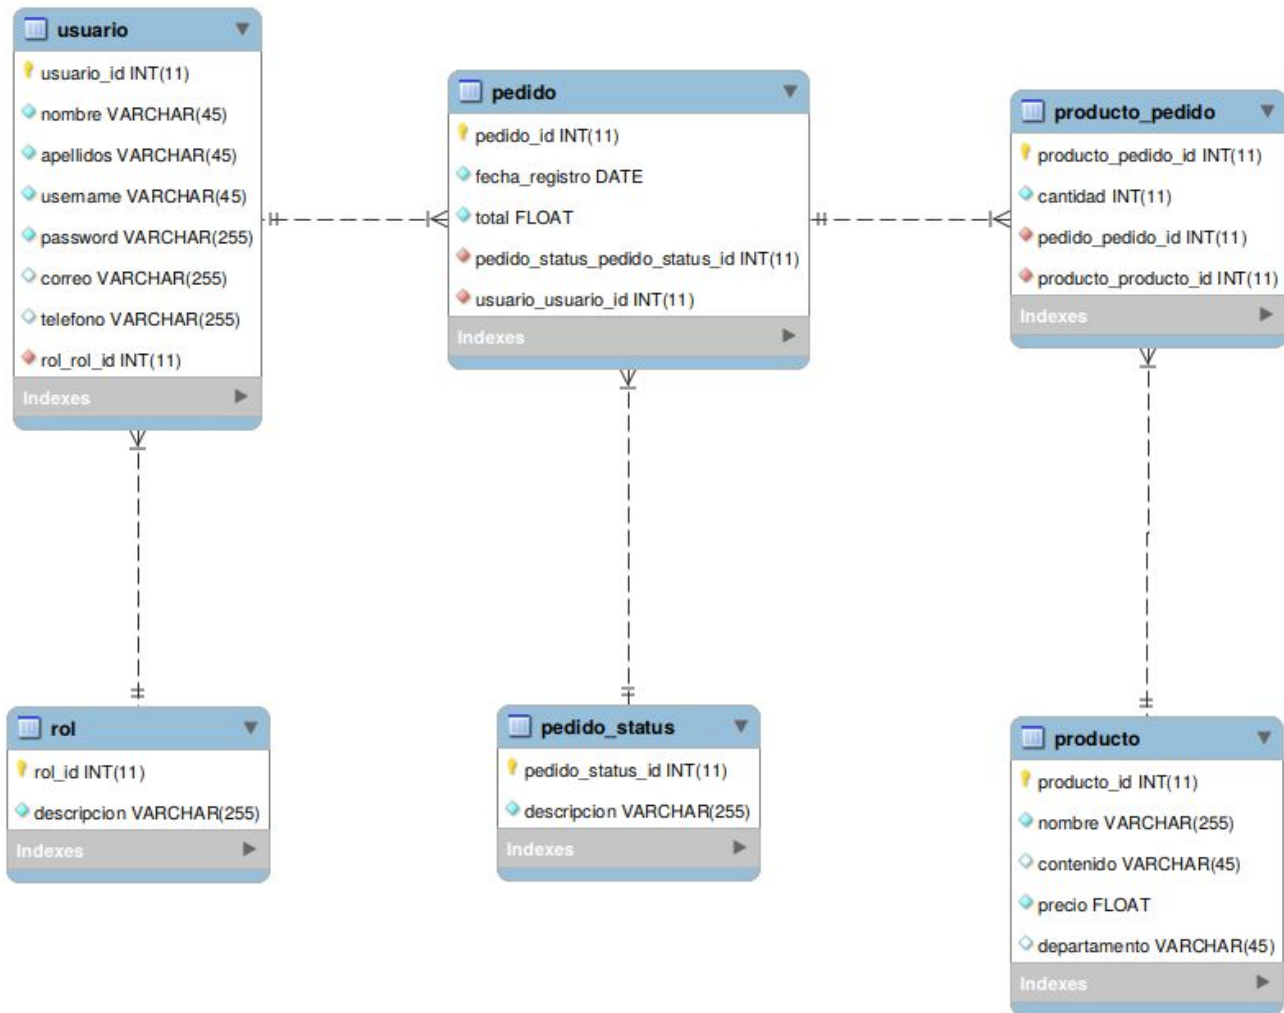 usuario
usuario_id INT(11)
nombre VARCHAR(45)
apellidos VARCHAR(45)
username VARCHAR(45)
password VARCHAR(255)
correo VARCHAR(255)
telefono VARCHAR(255)
rol_rol_id INT(11)
Indexes
pedido
pedido_id INT(11)
fecha_registro DATE
total FLOAT
pedido_status_pedido_status_id INT(11)
usuario_usuario_id INT(11)
Indexes
producto_pedido
producto_pedido_id INT(11)
cantidad INT(11)
pedido_pedido_id INT(11)
producto_producto_id INT(11)
Indexes
rol
rol_id INT(11)
descripcion VARCHAR(255)
Indexes
pedido_status
pedido_status_id INT(11)
descripcion VARCHAR(255)
Indexes
producto
producto_id INT(11)
nombre VARCHAR(255)
contenido VARCHAR(45)
precio FLOAT
departamento VARCHAR(45)
Indexes